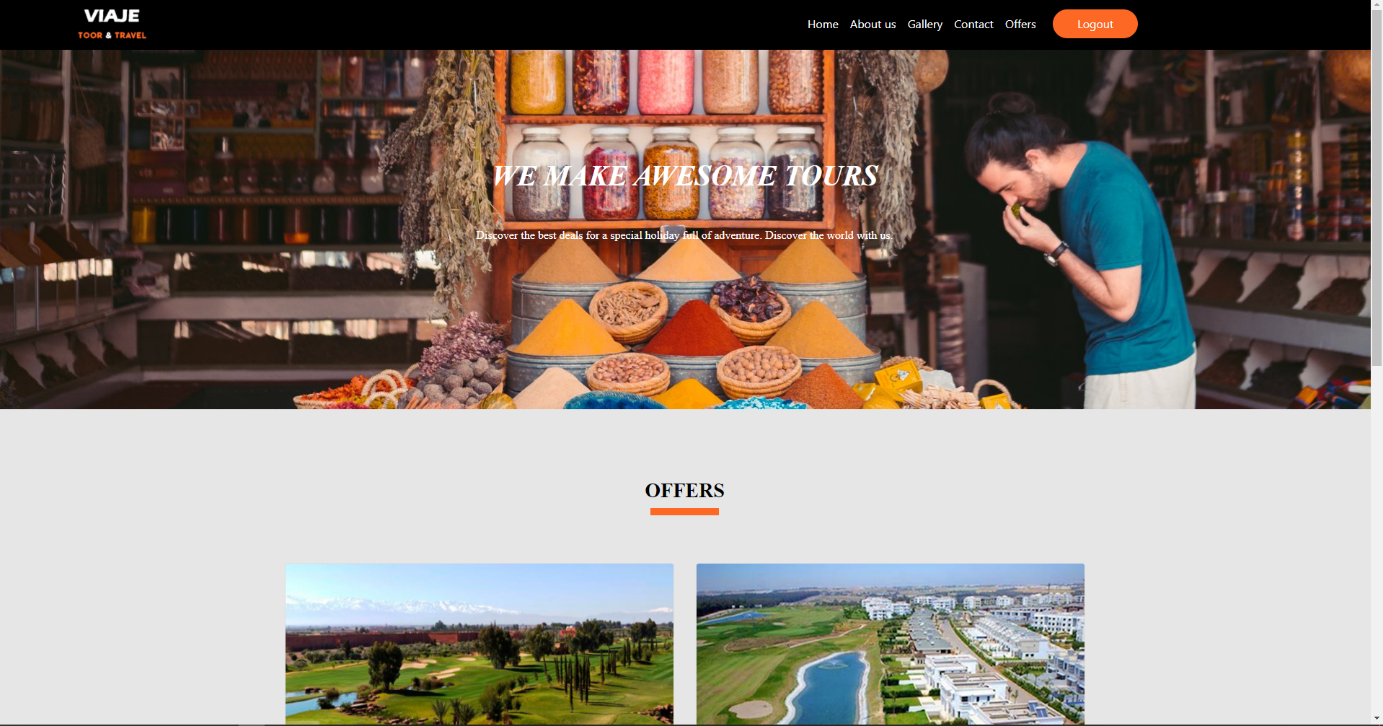 VIAJE
TOOR & TRAVEL
Home About us Gallery Contact Offers Logout
WE MAKE AWESOME TOURS
Discover the best deals for a special holiday full of adventure. Discover the world with us.
OFFERS